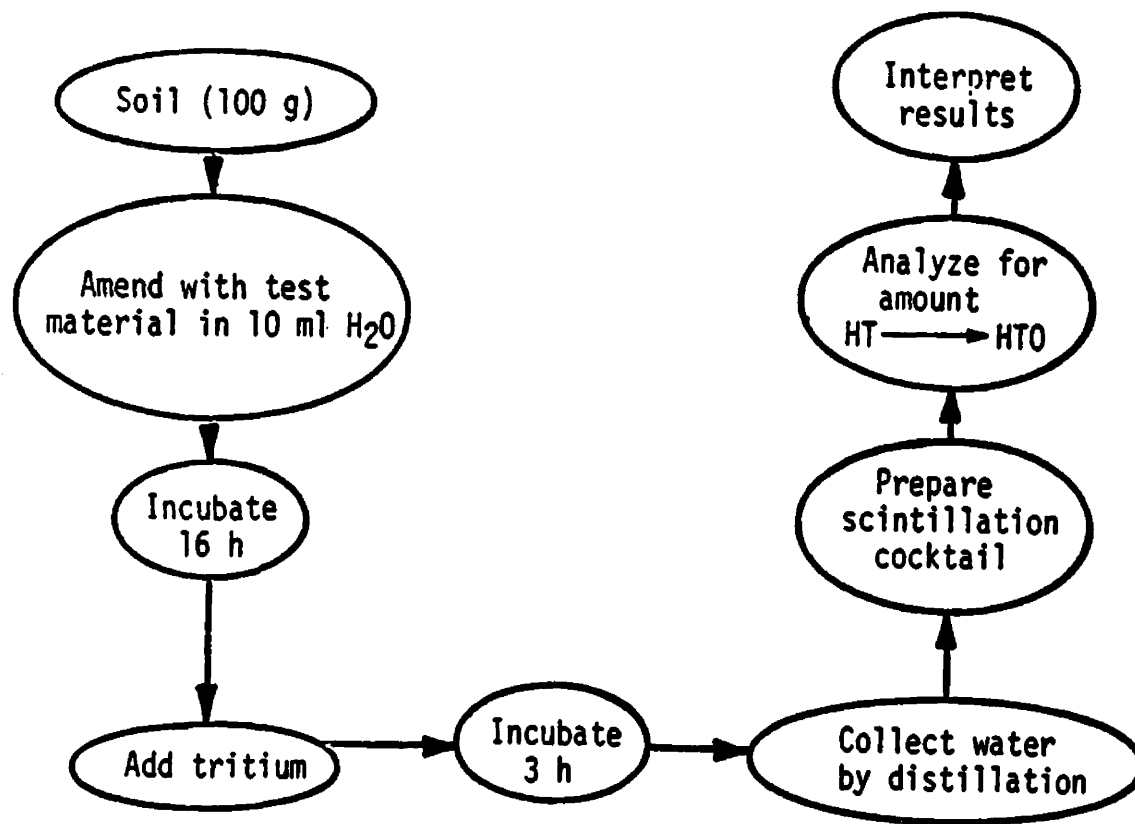 Soil (100 g)
Amend with test
material in 10 ml H₂O
Incubate
16 h
Add tritium
Incubate
3 h
Collect water
by distillation
Prepare
scintillation
cocktail
Analyze for
amount
HT → HTO
Interpret
results